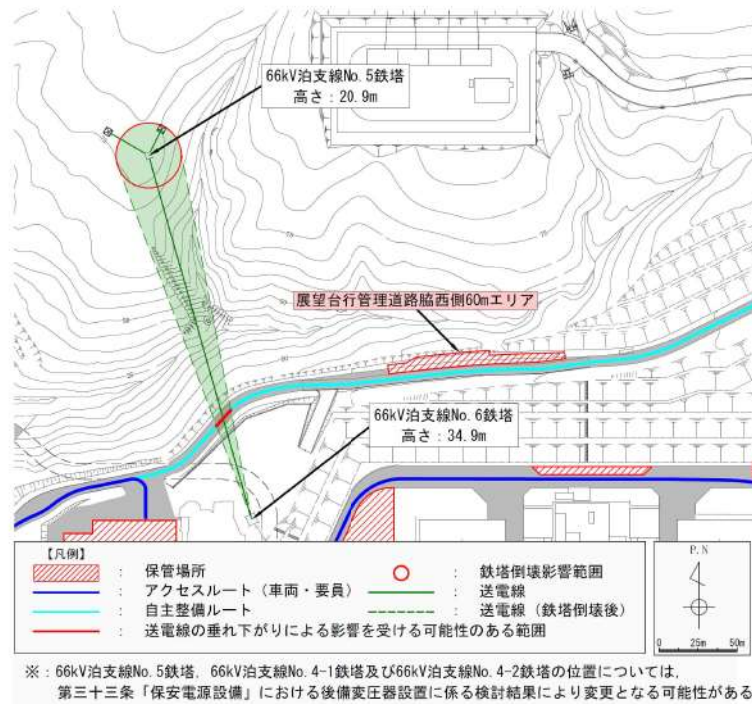 66kV泊支線No.5鉄塔
高さ:20.9m
展望台行管理道路脇西側60mエリア
66kV泊支線No.6鉄塔
高さ:34.9m
【凡例】
: 保管場所
: アクセスルート(車両・要員)
: 自主整備ルート
: 送電線の垂れ下がりによる影響を受ける可能性のある範囲
: 鉄塔倒壊影響範囲
: 送電線
: 送電線(鉄塔倒壊後)
P.N
0 25m 50m
※:66kV泊支線No.5鉄塔,66kV泊支線No.4-1鉄塔及び66kV泊支線No.4-2鉄塔の位置については,
第三十三条「保安電源設備」における後備変圧器設置に係る検討結果により変更となる可能性がある